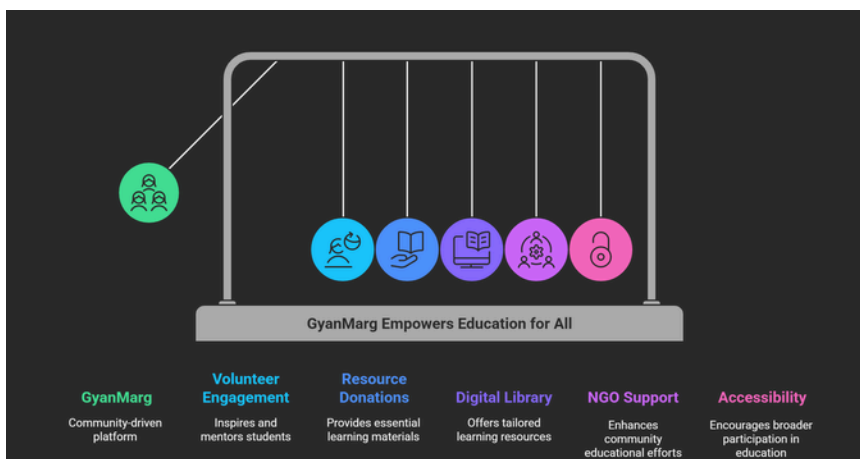 GyanMarg Empowers Education for All
GyanMarg
Community-driven
platform
Volunteer
Engagement
Inspires and
mentors students
Resource
Donations
Provides essential
learning materials
Digital Library
Offers tailored
learning resources
NGO Support
Enhances
community
educational efforts
Accessibility
Encourages broader
participation in
education